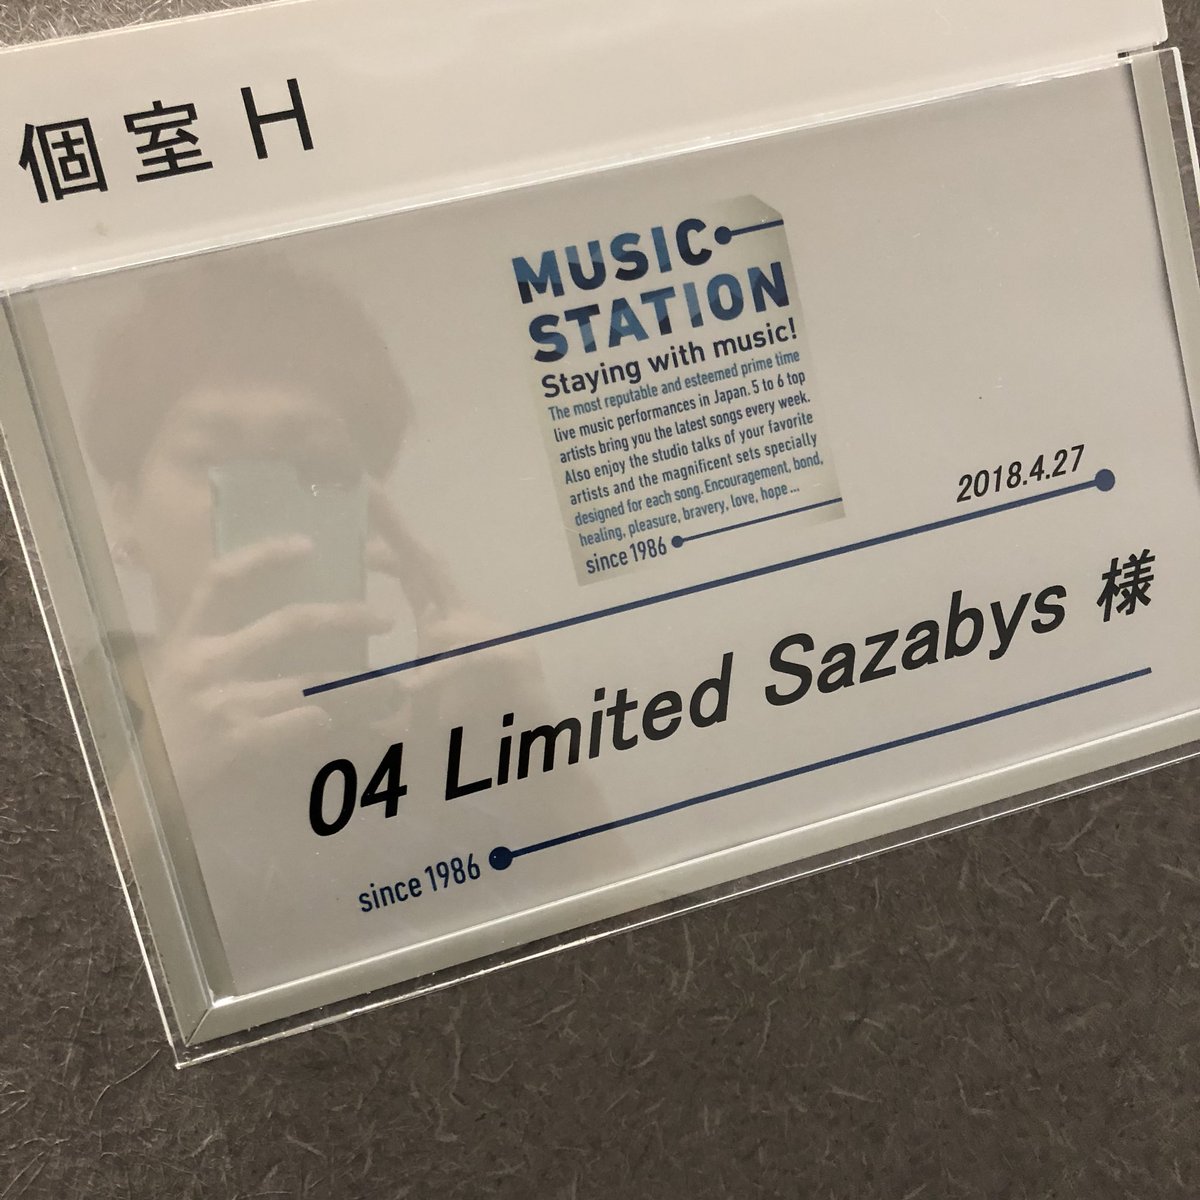 個室 H
MUSIC
STATION
Staying with music!
The most reputable and esteemed prime time
live music performances in Japan. 5 to 6 top
artists bring you the latest songs every week.
Also enjoy the studio talks of your favorite
artists and the magnificent sets specially
designed for each song. Encouragement, bond,
healing, pleasure, bravery, love, hope ...
since 1986
2018.4.27
04 Limited Sazabys 様
since 1986